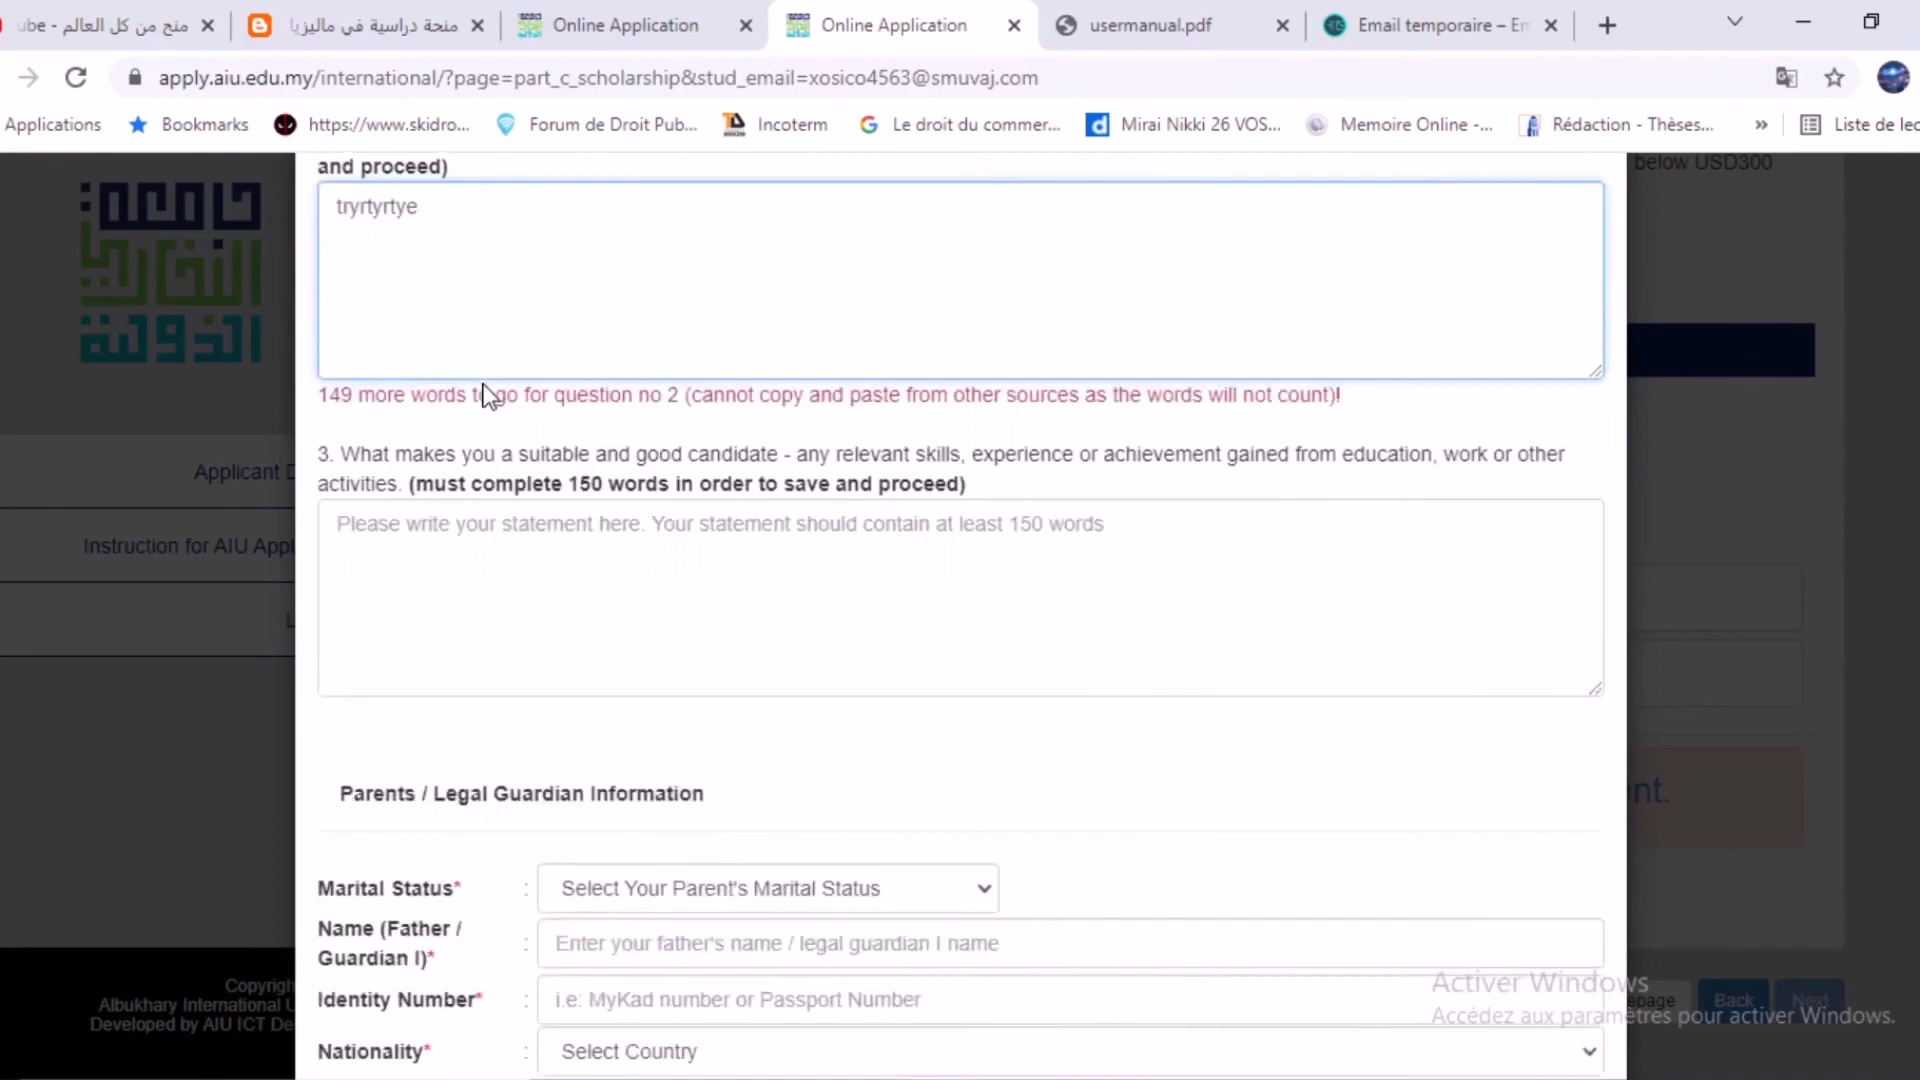 ube - منح من كل العالم
منحة دراسية في ماليزيا
Online Application
Online Application
usermanual.pdf
Email temporaire – En
apply.aiu.edu.my/international/?page=part_c_scholarship&stud_email=xosico4563@smuvaj.com
Applications
Bookmarks
https://www.skidro...
Forum de Droit Pub...
Incoterm
Le droit du commer...
Mirai Nikki 26 VOS...
Memoire Online -...
Rédaction - Thèses...
»
Liste de lec
below USD300
and proceed)
جامعة
البخاري
الدولية
tryrtyrtye
149 more words to go for question no 2 (cannot copy and paste from other sources as the words will not count)!
3. What makes you a suitable and good candidate - any relevant skills, experience or achievement gained from education, work or other
activities. (must complete 150 words in order to save and proceed)
Please write your statement here. Your statement should contain at least 150 words
Applicant D
Instruction for AIU Appl
L
Parents / Legal Guardian Information
ent.
Marital Status* : Select Your Parent's Marital Status
Name (Father /
Guardian I)* : Enter your father's name / legal guardian I name
Identity Number* : i.e: MyKad number or Passport Number
Nationality* : Select Country
Copyrigh
Albukhary International U
Developed by AIU ICT De
epage
Back
Next
Activer Windows
Accédez aux paramètres pour activer Windows.